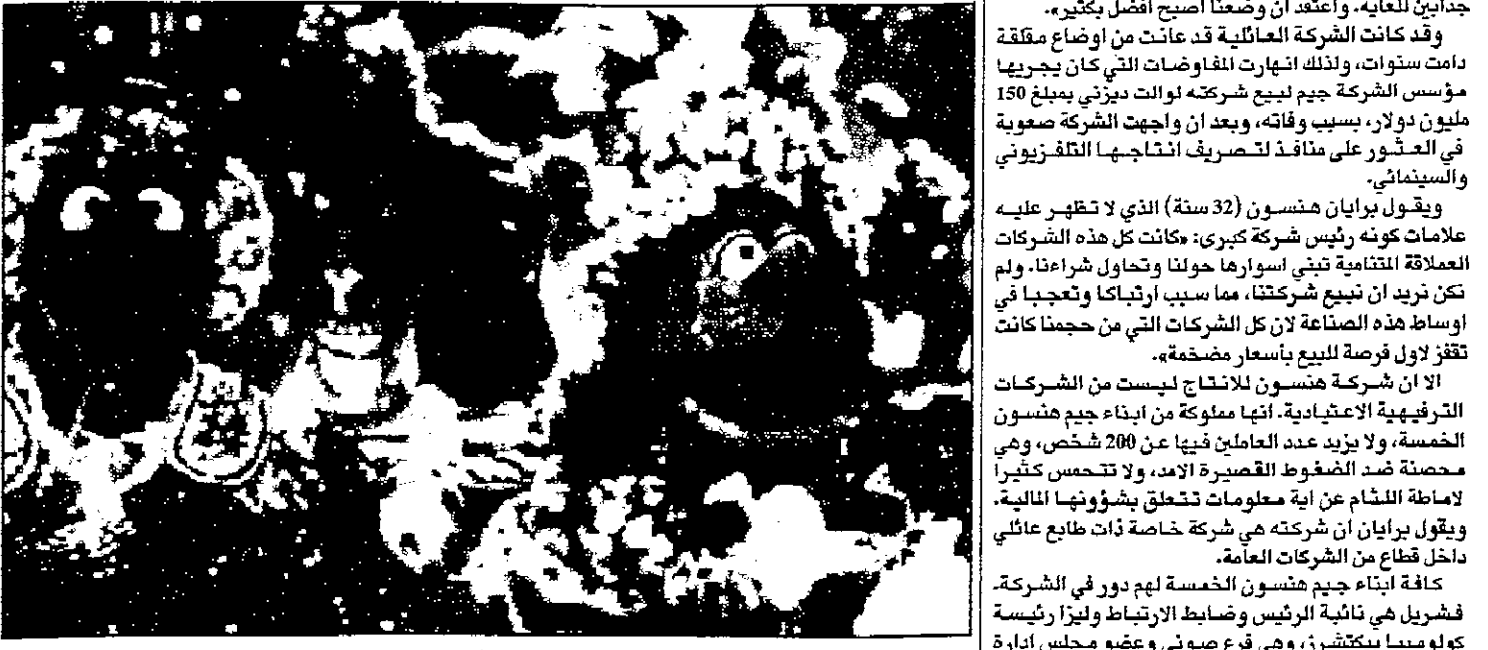 جذابين للغاية. وأعتقد ان وضعنا اصبح افضل بكثير».
وقد كانت الشركة العائلية قد عانت من اوضاع مقلقة
دامت سنوات، ولذلك انهارت المفاوضات التي كان يجريها
مؤسس الشركة جيم لبيع شركته لوالت ديزني بمبلغ 150
مليون دولار، بسبب وفاته، وبعد ان واجهت الشركة صعوبة
في العثور على منافذ لتصريف انتاجها التلفزيوني
والسينمائي.
ويقول برايان هنسون (32 سنة) الذي لا تظهر عليه
علامات كونه رئيس شركة كبرى: «كانت كل هذه الشركات
العملاقة المتنامية تبني اسوارها حولنا وتحاول شراءنا. ولم
نكن نريد ان نبيع شركتنا، مما سبب ارتباكا وتعجبا في
اوساط هذه الصناعة لان كل الشركات التي من حجمنا كانت
تقفز لاول فرصة للبيع بأسعار مضخمة».
الا ان شركة هنسون للانتاج ليست من الشركات
الترفيهية الاعتيادية. انها مملوكة من ابناء جيم هنسون
الخمسة، ولا يزيد عدد العاملين فيها عن 200 شخص، وهي
محصنة ضد الضغوط القصيرة الامد، ولا تتحمس كثيرا
لاماطة اللثام عن اية معلومات تتعلق بشؤونها المالية.
ويقول برايان ان شركته هي شركة خاصة ذات طابع عائلي
داخل قطاع من الشركات العامة.
كافة ابناء جيم هنسون الخمسة لهم دور في الشركة.
فشريل هي نائبة الرئيس وضابط الارتباط وليزا رئيسة
كولومبيا بيكتشرز، وهي فرع صوني وعضو مجلس ادارة